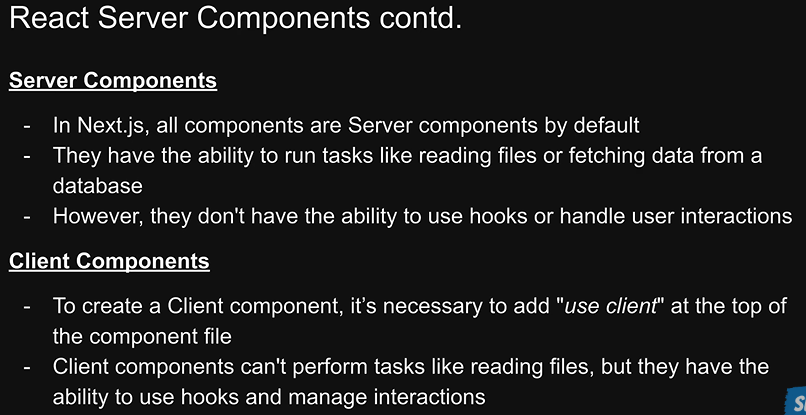 React Server Components contd.
Server Components
- In Next.js, all components are Server components by default
- They have the ability to run tasks like reading files or fetching data from a
database
- However, they don't have the ability to use hooks or handle user interactions
Client Components
- To create a Client component, it’s necessary to add "use client" at the top of
the component file
- Client components can't perform tasks like reading files, but they have the
ability to use hooks and manage interactions